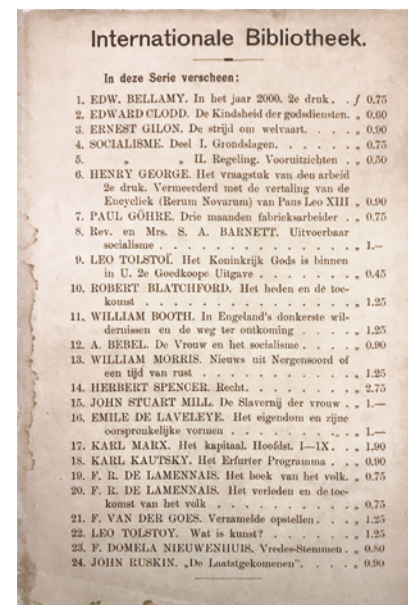 Internationale Bibliotheek.
In deze Serie verscheen:
1. EDW. BELLAMY. In het jaar 2000. 2e druk. . ƒ 0.75
2. EDWARD CLODD. De Kindsheid der godsdiensten. „ 0.60
3. ERNEST GILON. De strijd om welvaart. . . . . „ 0.90
4. SOCIALISME. Deel I. Grondslagen. . . . . . „ 0.75
5. „ „ II. Regeling. Vooruitzichten . „ 0.50
6. HENRY GEORGE. Het vraagstuk van den arbeid
2e druk. Vermeerderd met de vertaling van de
Encycliek (Rerum Novarum) van Paus Leo XIII „ 0.90
7. PAUL GÖHRE. Drie maanden fabrieksarbeider . „ 0.75
8. Rev. en Mrs. S. A. BARNETT. Uitvoerbaar
socialisme . . . . . . . . . . . . . . „ 1.—
9. LEO TOLSTOÏ. Het Koninkrijk Gods is binnen
in U. 2e Goedkoope Uitgave . . . . . . . „ 0.45
10. ROBERT BLATCHFORD. Het heden en de toe-
komst . . . . . . . . . . . . . . . . „ 1.25
11. WILLIAM BOOTH. In Engeland's donkerste wil-
dernissen en de weg ter ontkoming . . . . . „ 1.25
12. A. BEBEL. De Vrouw en het socialisme . . . . „ 0.90
13. WILLIAM MORRIS. Nieuws uit Nergensoord of
een tijd van rust . . . . . . . . . . . . „ 1.25
14. HERBERT SPENCER. Recht. . . . . . . . . „ 2.75
15. JOHN STUART MILL. De Slavernij der vrouw . „ 1.—
16. EMILE DE LAVELEYE. Het eigendom en zijne
oorspronkelijke vormen . . . . . . . . . . „ 1.—
17. KARL MARX. Het kapitaal. Hoofdst. I—IX. . . „ 1.90
18. KARL KAUTSKY. Het Erfurter Programma . . . „ 0.90
19. F. R. DE LAMENNAIS. Het boek van het volk. „ 0.75
20. F. R. DE LAMENNAIS. Het verleden en de toe-
komst van het volk . . . . . . . . . . . „ 0.75
21. F. VAN DER GOES. Verzamelde opstellen. . . . „ 1.25
22. LEO TOLSTOY. Wat is kunst? . . . . . . . . „ 1.25
23. F. DOMELA NIEUWENHUIS. Vredes-Stemmen . „ 0.80
24. JOHN RUSKIN. „De Laatstgekomenen". . . . . „ 0.90